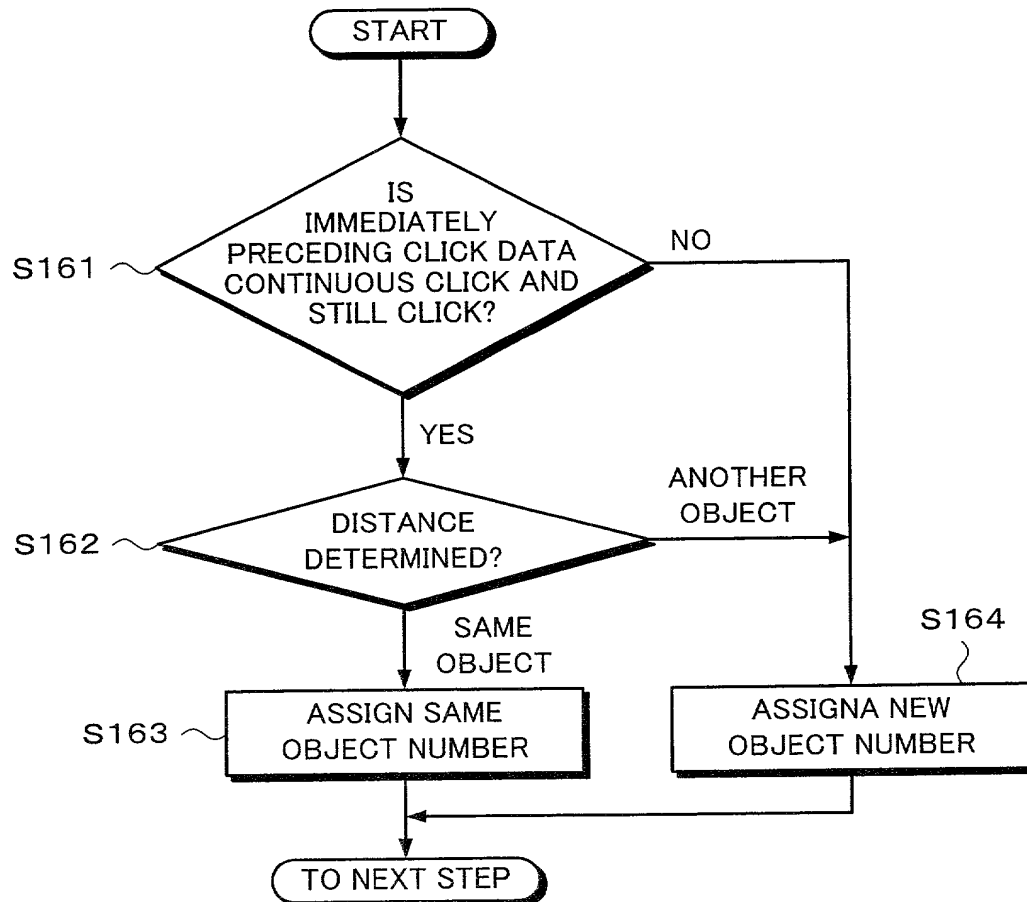 START
IS
IMMEDIATELY
PRECEDING CLICK DATA
CONTINUOUS CLICK AND
STILL CLICK?
S161
NO
YES
DISTANCE
DETERMINED?
S162
ANOTHER
OBJECT
SAME
OBJECT
S164
ASSIGN SAME
OBJECT NUMBER
S163
ASSIGNA NEW
OBJECT NUMBER
TO NEXT STEP